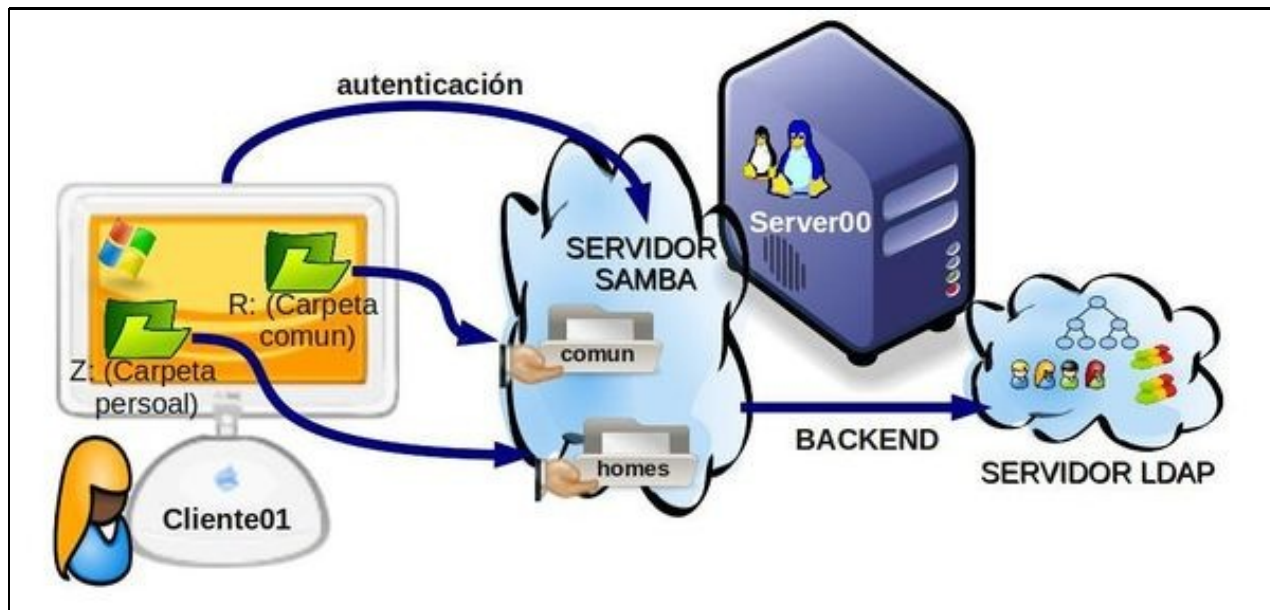 autenticación
Server00
SERVIDOR
SAMBA
R: (Carpeta
comun)
Z: (Carpeta
persoal)
comun
homes
BACKEND
SERVIDOR LDAP
Cliente01